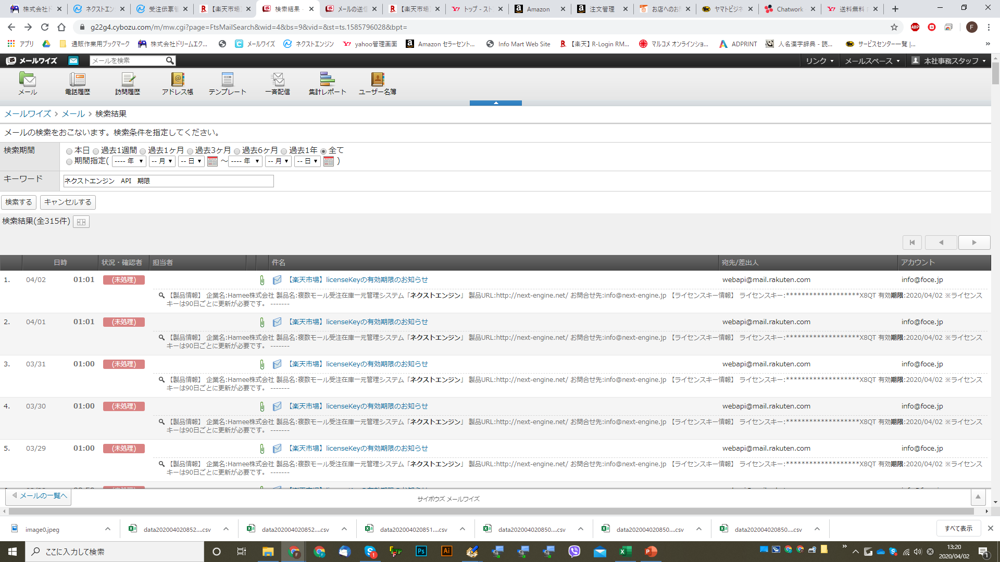 株式会社ド
ネクストエン
受注伝票管
【楽天市場】
検索結果 -
メールの送信
【楽天市場】
トップ - スト
Amazon
注文管理
お店へのお
ヤマトビジネ
Chatwork
送料無料
g22g4.cybozu.com/m/mw.cgi?page=FtsMailSearch&wid=4&bs=9&vid=&st=ts.1585796028&bpt=
アプリ
通販作業用ブックマーク
株式会社ドリームエク...
メールワイズ
ネクストエンジン
yahoo管理画面
Amazon セラーセント...
Info Mart Web Site
【楽天】R-Login RM...
マルコメ オンラインショ...
ADPRINT
人名漢字辞典 - 読...
サービスセンター一覧 |...
»
メールワイズ
メールを検索
リンク
メールスペース
本社事務スタッフ
メール
電話履歴
訪問履歴
アドレス帳
テンプレート
一斉配信
集計レポート
ユーザー名簿
メールワイズ > メール > 検索結果
メールの検索をおこないます。検索条件を指定してください。
検索期間
本日 過去1週間 過去1ヶ月 過去3ヶ月 過去6ヶ月 過去1年 全て
期間指定( ---- 年 -- 月 -- 日 ～ ---- 年 -- 月 -- 日 )
キーワード
ネクストエンジン　API　期限
検索する
キャンセルする
検索結果(全315件)
日時 状況・確認者 担当者 件名 宛先/差出人 アカウント
1. 04/02 01:01 (未処理) 【楽天市場】licenseKeyの有効期限のお知らせ webapi@mail.rakuten.com info@foce.jp
【製品情報】 企業名:Hamee株式会社 製品名:複数モール受注在庫一元管理システム「ネクストエンジン」 製品URL:http://next-engine.net/ お問合せ先:info@next-engine.jp 【ライセンスキー情報】 ライセンスキー:********************X8QT 有効期限:2020/04/02 ※ライセンス
キーは90日ごとに更新が必要です。 -------
2. 04/01 01:01 (未処理) 【楽天市場】licenseKeyの有効期限のお知らせ webapi@mail.rakuten.com info@foce.jp
【製品情報】 企業名:Hamee株式会社 製品名:複数モール受注在庫一元管理システム「ネクストエンジン」 製品URL:http://next-engine.net/ お問合せ先:info@next-engine.jp 【ライセンスキー情報】 ライセンスキー:********************X8QT 有効期限:2020/04/02 ※ライセンス
キーは90日ごとに更新が必要です。 -------
3. 03/31 01:00 (未処理) 【楽天市場】licenseKeyの有効期限のお知らせ webapi@mail.rakuten.com info@foce.jp
【製品情報】 企業名:Hamee株式会社 製品名:複数モール受注在庫一元管理システム「ネクストエンジン」 製品URL:http://next-engine.net/ お問合せ先:info@next-engine.jp 【ライセンスキー情報】 ライセンスキー:********************X8QT 有効期限:2020/04/02 ※ライセンス
キーは90日ごとに更新が必要です。 -------
4. 03/30 01:00 (未処理) 【楽天市場】licenseKeyの有効期限のお知らせ webapi@mail.rakuten.com info@foce.jp
【製品情報】 企業名:Hamee株式会社 製品名:複数モール受注在庫一元管理システム「ネクストエンジン」 製品URL:http://next-engine.net/ お問合せ先:info@next-engine.jp 【ライセンスキー情報】 ライセンスキー:********************X8QT 有効期限:2020/04/02 ※ライセンス
キーは90日ごとに更新が必要です。 -------
5. 03/29 01:00 (未処理) 【楽天市場】licenseKeyの有効期限のお知らせ webapi@mail.rakuten.com info@foce.jp
【製品情報】 企業名:Hamee株式会社 製品名:複数モール受注在庫一元管理システム「ネクストエンジン」 製品URL:http://next-engine.net/ お問合せ先:info@next-engine.jp 【ライセンスキー情報】 ライセンスキー:********************X8QT 有効期限:2020/04/02 ※ライセンス
キーは90日ごとに更新が必要です。 -------
メールの一覧へ
サイボウズ メールワイズ
image0.jpeg
data202004020852....csv
data202004020852....csv
data202004020851....csv
data202004020850....csv
data202004020850....csv
data202004020850....csv
すべて表示
ここに入力して検索
13:20
2020/04/02